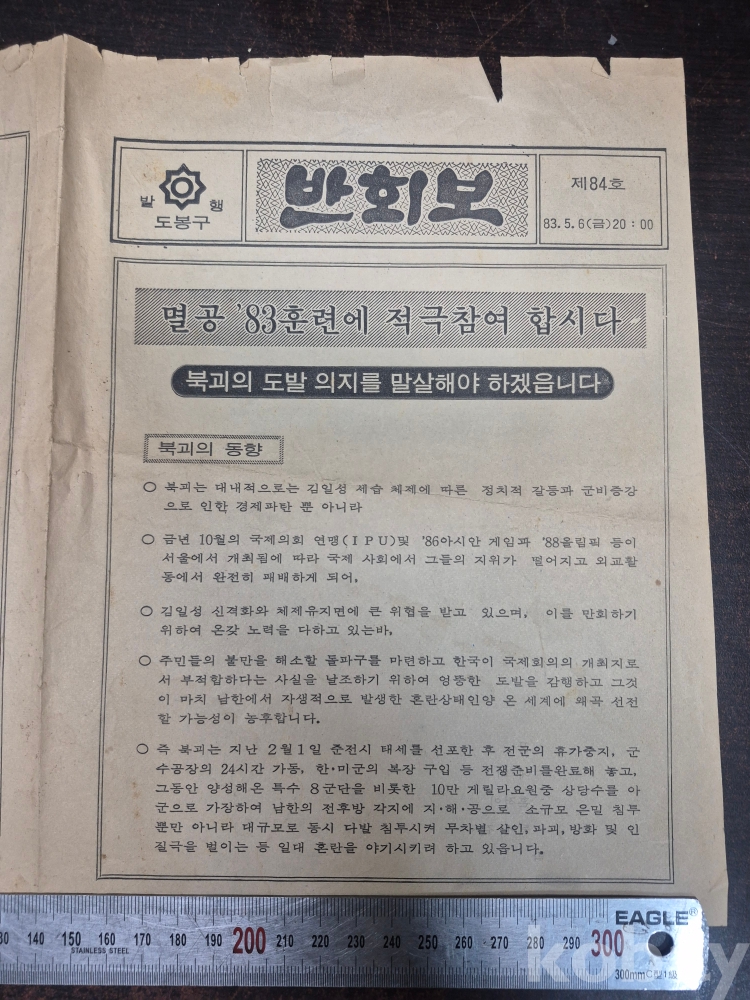 발 행
도봉구
반회보
제84호
83. 5. 6(금)20 : 00
멸공 '83훈련에 적극참여 합시다
북괴의 도발 의지를 말살해야 하겠읍니다
북괴의 동향
○ 북괴는 대내적으로는 김일성 세습 체제에 따른 정치적 갈등과 군비증강
으로 인한 경제파탄 뿐 아니라
○ 금년 10월의 국제의회 연맹(IPU)및 '86아시안 게임과 '88올림픽 등이
서울에서 개최됨에 따라 국제 사회에서 그들의 지위가 떨어지고 외교활
동에서 완전히 패배하게 되어,
○ 김일성 신격화와 체제유지면에 큰 위협을 받고 있으며, 이를 만회하기
위하여 온갖 노력을 다하고 있는바,
○ 주민들의 불만을 해소할 돌파구를 마련하고 한국이 국제회의의 개최지로
서 부적합하다는 사실을 날조하기 위하여 엉뚱한 도발을 감행하고 그것
이 마치 남한에서 자생적으로 발생한 혼란상태인양 온 세계에 왜곡 선전
할 가능성이 농후합니다.
○ 즉 북괴는 지난 2월1일 준전시 태세를 선포한 후 전군의 휴가중지, 군
수공장의 24시간 가동, 한·미군의 복장 구입 등 전쟁준비를완료해 놓고,
그동안 양성해온 특수 8군단을 비롯한 10만 게릴라요원중 상당수를 아
군으로 가장하여 남한의 전후방 각지에 지·해·공으로 소규모 은밀 침투
뿐만 아니라 대규모로 동시 다발 침투시켜 무차별 살인,파괴,방화 및 인
질극을 벌이는 등 일대 혼란을 야기시키려 하고 있읍니다.
EAGLE®
30 140 150 160 170 180 190 200 210 220 230 240 250 260 270 280 290 300
STAINLESS STEEL
300mm